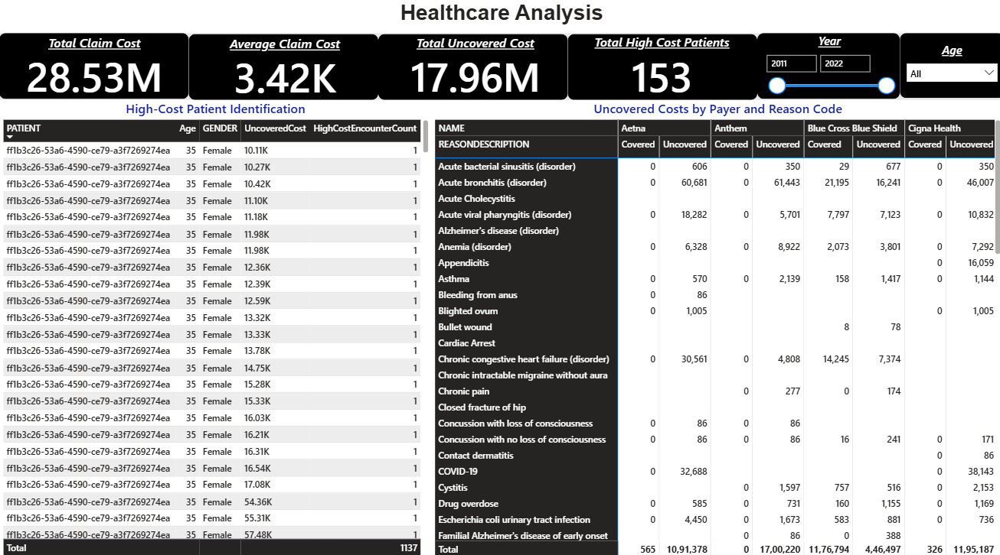 Healthcare Analysis
Total Claim Cost
28.53M
Average Claim Cost
3.42K
Total Uncovered Cost
17.96M
Total High Cost Patients
153
Year
2011 2022
Age
All
High-Cost Patient Identification
PATIENT Age GENDER UncoveredCost HighCostEncounterCount
ff1b3c26-53a6-4590-ce79-a3f7269274ea 35 Female 10.11K 1
ff1b3c26-53a6-4590-ce79-a3f7269274ea 35 Female 10.27K 1
ff1b3c26-53a6-4590-ce79-a3f7269274ea 35 Female 10.42K 1
ff1b3c26-53a6-4590-ce79-a3f7269274ea 35 Female 11.10K 1
ff1b3c26-53a6-4590-ce79-a3f7269274ea 35 Female 11.18K 1
ff1b3c26-53a6-4590-ce79-a3f7269274ea 35 Female 11.98K 1
ff1b3c26-53a6-4590-ce79-a3f7269274ea 35 Female 11.98K 1
ff1b3c26-53a6-4590-ce79-a3f7269274ea 35 Female 12.36K 1
ff1b3c26-53a6-4590-ce79-a3f7269274ea 35 Female 12.39K 1
ff1b3c26-53a6-4590-ce79-a3f7269274ea 35 Female 12.59K 1
ff1b3c26-53a6-4590-ce79-a3f7269274ea 35 Female 13.32K 1
ff1b3c26-53a6-4590-ce79-a3f7269274ea 35 Female 13.33K 1
ff1b3c26-53a6-4590-ce79-a3f7269274ea 35 Female 13.78K 1
ff1b3c26-53a6-4590-ce79-a3f7269274ea 35 Female 14.75K 1
ff1b3c26-53a6-4590-ce79-a3f7269274ea 35 Female 15.28K 1
ff1b3c26-53a6-4590-ce79-a3f7269274ea 35 Female 15.33K 1
ff1b3c26-53a6-4590-ce79-a3f7269274ea 35 Female 16.03K 1
ff1b3c26-53a6-4590-ce79-a3f7269274ea 35 Female 16.21K 1
ff1b3c26-53a6-4590-ce79-a3f7269274ea 35 Female 16.31K 1
ff1b3c26-53a6-4590-ce79-a3f7269274ea 35 Female 16.54K 1
ff1b3c26-53a6-4590-ce79-a3f7269274ea 35 Female 17.08K 1
ff1b3c26-53a6-4590-ce79-a3f7269274ea 35 Female 54.36K 1
ff1b3c26-53a6-4590-ce79-a3f7269274ea 35 Female 55.31K 1
ff1b3c26-53a6-4590-ce79-a3f7269274ea 35 Female 57.48K 1
Total 1137
Uncovered Costs by Payer and Reason Code
NAME Aetna Anthem Blue Cross Blue Shield Cigna Health
REASONDESCRIPTION Covered Uncovered Covered Uncovered Covered Uncovered Covered Uncovered
Acute bacterial sinusitis (disorder) 0 606 0 350 29 677 0 350
Acute bronchitis (disorder) 0 60,681 0 61,443 21,195 16,241 0 46,007
Acute Cholecystitis
Acute viral pharyngitis (disorder) 0 18,282 0 5,701 7,797 7,123 0 10,832
Alzheimer's disease (disorder)
Anemia (disorder) 0 6,328 0 8,922 2,073 3,801 0 7,292
Appendicitis 0 16,059
Asthma 0 570 0 2,139 158 1,417 0 1,144
Bleeding from anus 0 86
Blighted ovum 0 1,005 0 1,005
Bullet wound 8 78
Cardiac Arrest
Chronic congestive heart failure (disorder) 0 30,561 0 4,808 14,245 7,374
Chronic intractable migraine without aura
Chronic pain 0 277 0 174
Closed fracture of hip
Concussion with loss of consciousness 0 86 0 86
Concussion with no loss of consciousness 0 86 0 86 16 241 0 171
Contact dermatitis 0 86
COVID-19 0 32,688 0 38,143
Cystitis 0 1,597 757 516 0 2,153
Drug overdose 0 585 0 731 160 1,155 0 1,169
Escherichia coli urinary tract infection 0 4,450 0 1,673 583 881 0 736
Familial Alzheimer's disease of early onset 0 86 0 388
Total 565 10,91,378 0 17,00,220 11,76,794 4,46,497 326 11,95,187